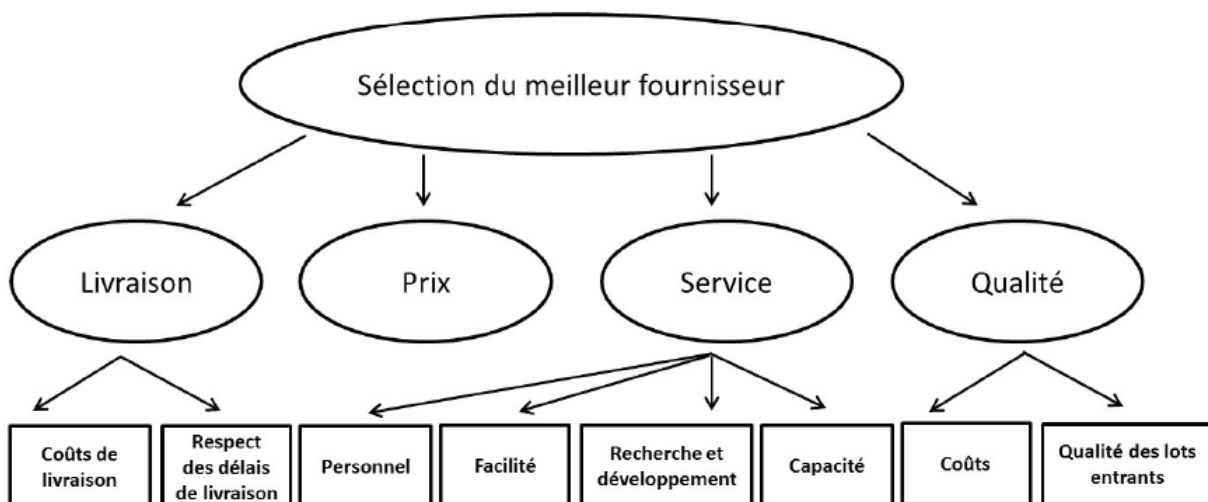 Sélection du meilleur fournisseur
Livraison
Prix
Service
Qualité
Coûts de
livraison
Respect
des délais
de livraison
Personnel
Facilité
Recherche et
développement
Capacité
Coûts
Qualité des lots
entrants